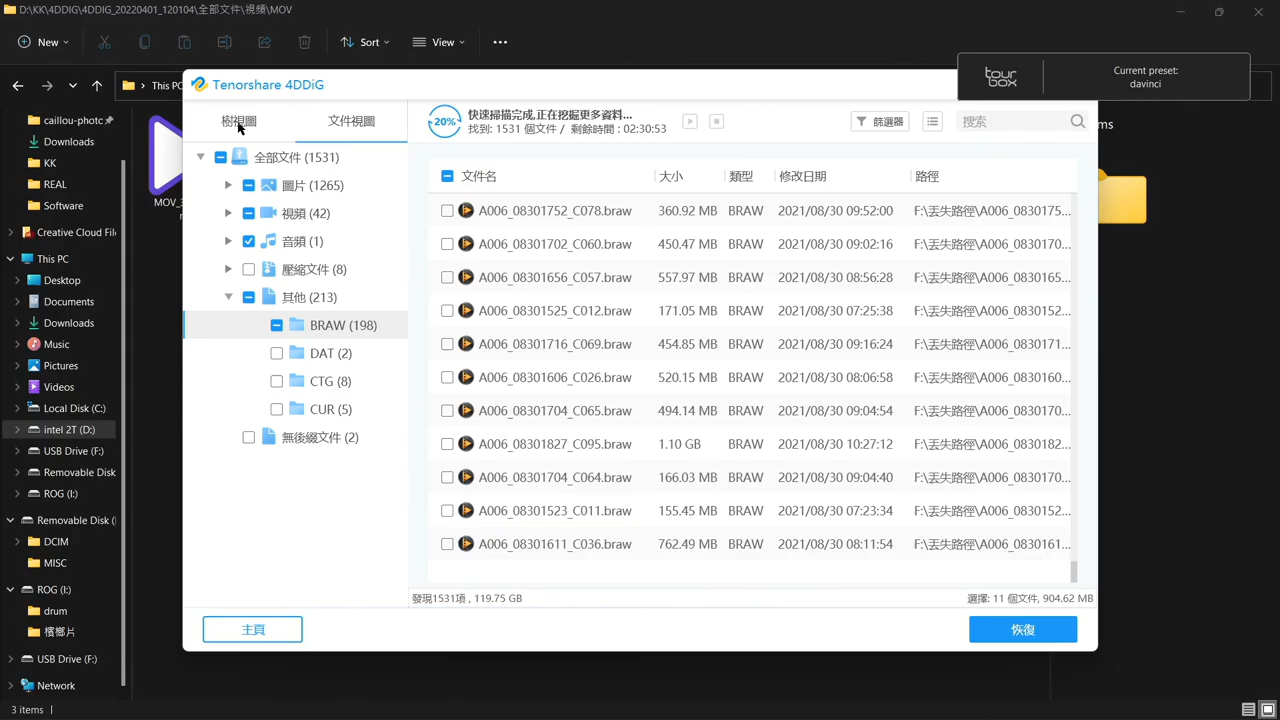 D:\KK\4DDIG\4DDIG_20220401_120104\全部文件\視頻\MOV
New
Sort
View
Current preset:
davinci
tour
box
This PC
ms
caillou-photc
Downloads
KK
REAL
Software
Creative Cloud File
This PC
Desktop
Documents
Downloads
Music
Pictures
Videos
Local Disk (C:)
intel 2T (D:)
USB Drive (F:)
Removable Disk
ROG (I:)
Removable Disk (
DCIM
MISC
ROG (I:)
drum
檳榔片
USB Drive (F:)
Network
3 items
MOV_3
Tenorshare 4DDiG
樹視圖
文件視圖
20%
快速掃描完成,正在挖掘更多資料...
找到: 1531 個文件 / 剩餘時間 : 02:30:53
篩選器
搜索
全部文件 (1531)
圖片 (1265)
視頻 (42)
音頻 (1)
壓縮文件 (8)
其他 (213)
BRAW (198)
DAT (2)
CTG (8)
CUR (5)
無後綴文件 (2)
文件名 大小 類型 修改日期 路徑
A006_08301752_C078.braw 360.92 MB BRAW 2021/08/30 09:52:00 F:\丟失路徑\A006_0830175...
A006_08301702_C060.braw 450.47 MB BRAW 2021/08/30 09:02:16 F:\丟失路徑\A006_0830170...
A006_08301656_C057.braw 557.97 MB BRAW 2021/08/30 08:56:28 F:\丟失路徑\A006_0830165...
A006_08301525_C012.braw 171.05 MB BRAW 2021/08/30 07:25:38 F:\丟失路徑\A006_0830152...
A006_08301716_C069.braw 454.85 MB BRAW 2021/08/30 09:16:24 F:\丟失路徑\A006_0830171...
A006_08301606_C026.braw 520.15 MB BRAW 2021/08/30 08:06:58 F:\丟失路徑\A006_0830160...
A006_08301704_C065.braw 494.14 MB BRAW 2021/08/30 09:04:54 F:\丟失路徑\A006_0830170...
A006_08301827_C095.braw 1.10 GB BRAW 2021/08/30 10:27:12 F:\丟失路徑\A006_0830182...
A006_08301704_C064.braw 166.03 MB BRAW 2021/08/30 09:04:40 F:\丟失路徑\A006_0830170...
A006_08301523_C011.braw 155.45 MB BRAW 2021/08/30 07:23:34 F:\丟失路徑\A006_0830152...
A006_08301611_C036.braw 762.49 MB BRAW 2021/08/30 08:11:54 F:\丟失路徑\A006_0830161...
發現1531項 , 119.75 GB
選擇: 11 個文件, 904.62 MB
主頁
恢復